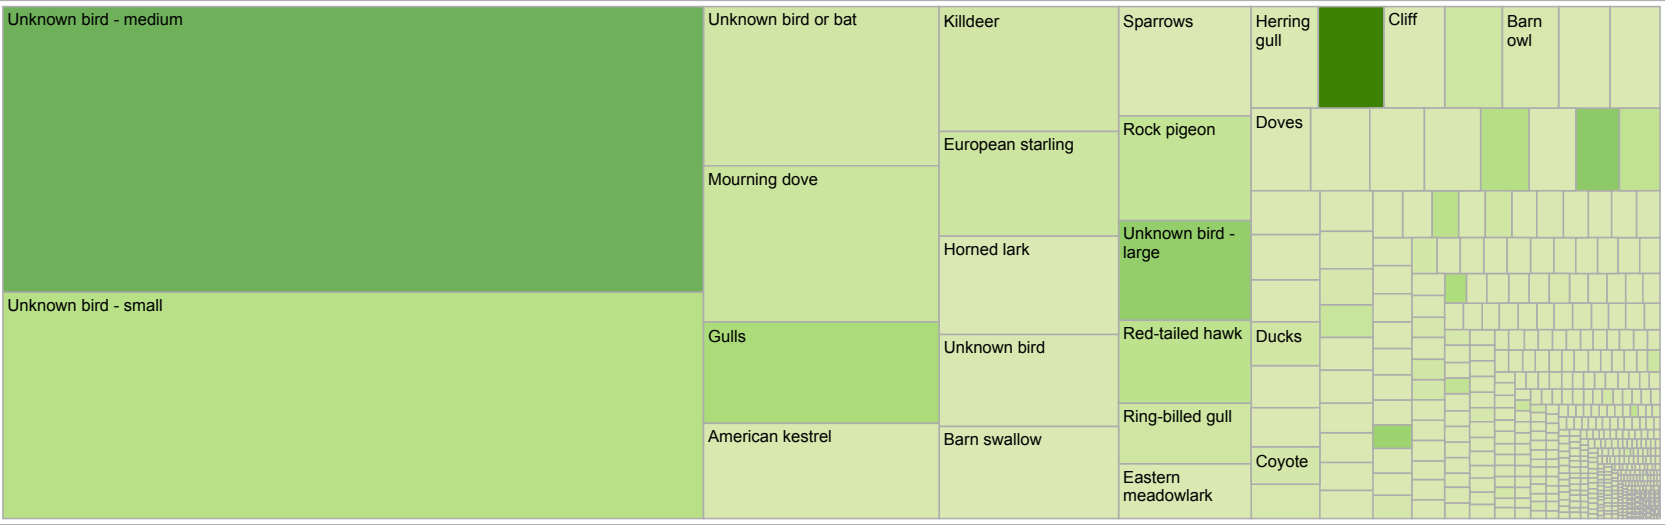 Unknown bird - medium
Unknown bird - small
Unknown bird or bat
Mourning dove
Gulls
American kestrel
Killdeer
European starling
Horned lark
Unknown bird
Barn swallow
Sparrows
Rock pigeon
Unknown bird -
large
Red-tailed hawk
Ring-billed gull
Eastern
meadowlark
Herring
gull
Cliff
Barn
owl
Doves
Ducks
Coyote